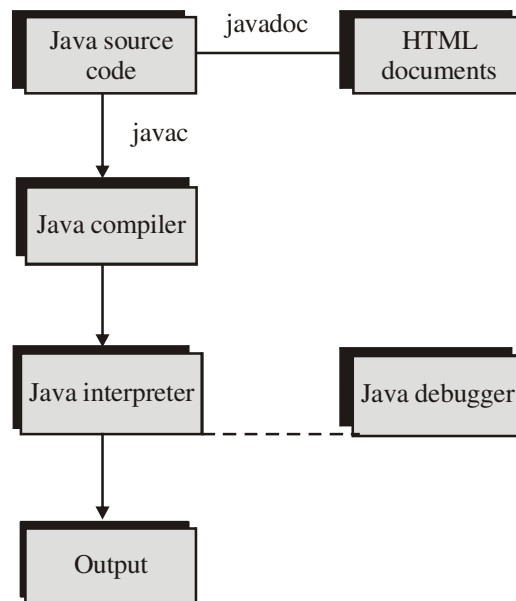 Java source
code
javadoc
HTML
documents
javac
Java compiler
Java interpreter
Java debugger
Output